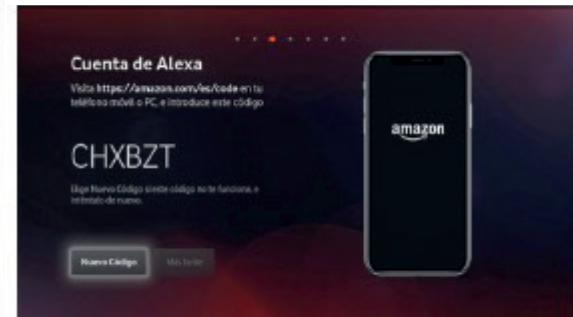 Cuenta de Alexa
Visita https://amazon.com/es/code en tu
teléfono móvil o PC, e introduce este código
CHXBZT
Elige Nuevo Código si este código no te funciona, e
inténtalo de nuevo.
Nuevo Código
Más tarde
amazon